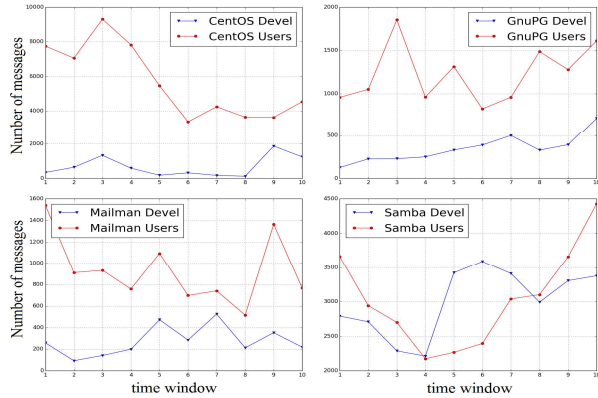 10000
8000
6000
4000
2000
0
Number of messages
CentOS Devel
CentOS Users
1 2 3 4 5 6 7 8 9 10
2000
1500
1000
500
0
GnuPG Devel
GnuPG Users
1 2 3 4 5 6 7 8 9 10
1600
1400
1200
1000
800
600
400
200
0
Number of messages
Mailman Devel
Mailman Users
1 2 3 4 5 6 7 8 9 10
time window
4500
4000
3500
3000
2500
2000
Samba Devel
Samba Users
1 2 3 4 5 6 7 8 9 10
time window